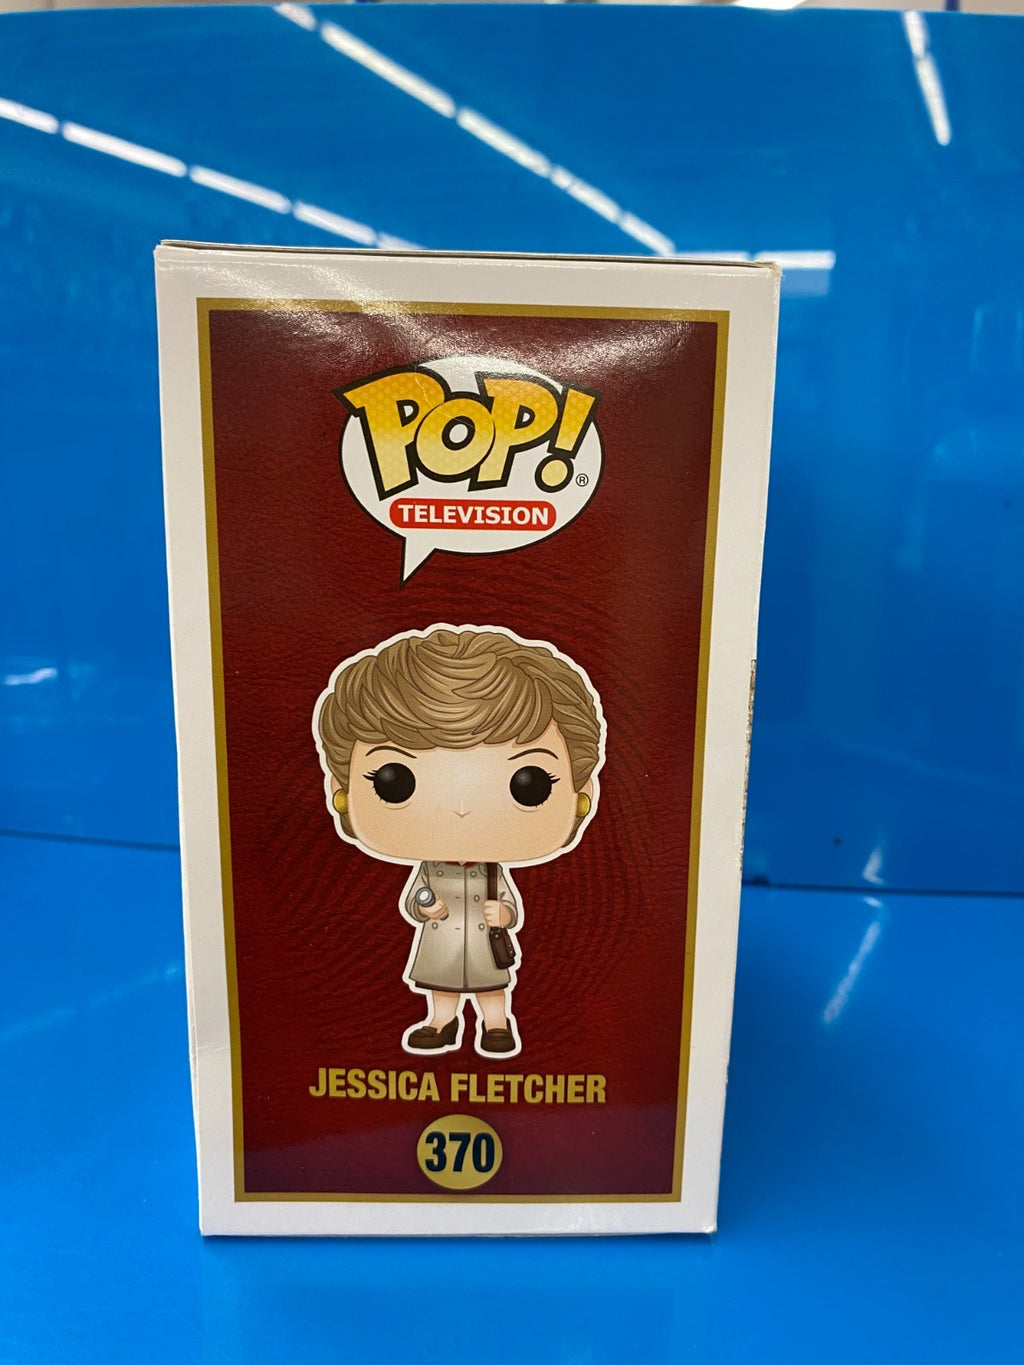 POP!
®
TELEVISION
JESSICA FLETCHER
370